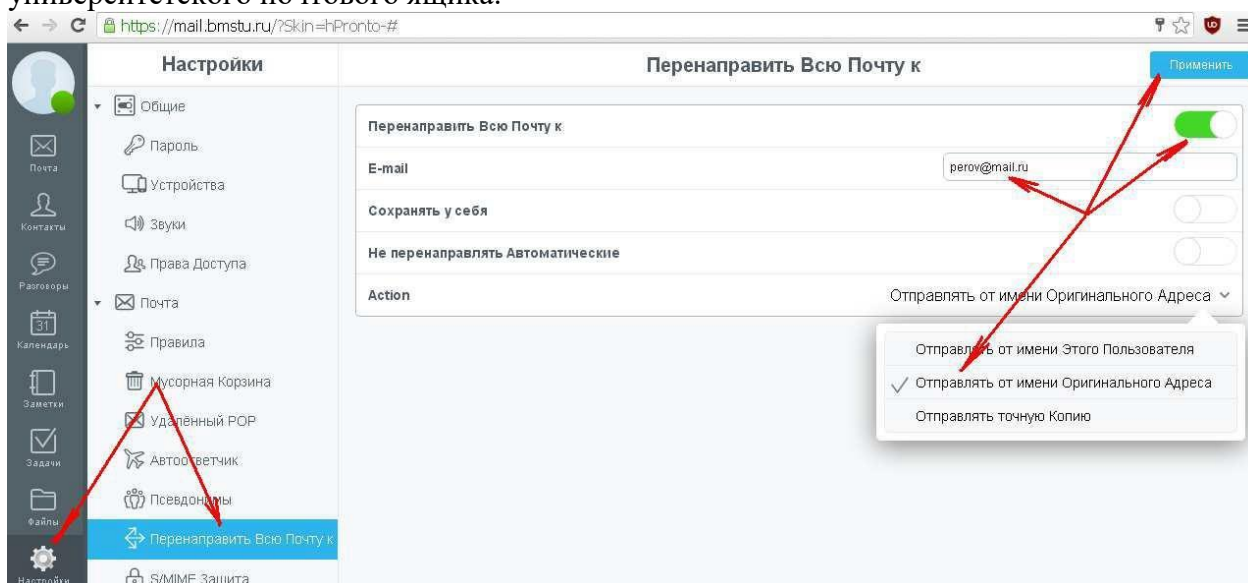 университетского почтового ящика.
https://mail.bmstu.ru/?Skin=hPronto-#
Настройки
Перенаправить Всю Почту к
Применить
Общие
Пароль
Устройства
Звуки
Права Доступа
Почта
Правила
Мусорная Корзина
Удалённый POP
Автоответчик
Псевдонимы
Перенаправить Всю Почту к
S/MIME Защита
Почта
Контакты
Разговоры
31
Календарь
Заметки
Задачи
Файлы
Настройки
Перенаправить Всю Почту к
E-mail
perov@mail.ru
Сохранять у себя
Не перенаправлять Автоматические
Action
Отправлять от имени Оригинального Адреса
Отправлять от имени Этого Пользователя
Отправлять от имени Оригинального Адреса
Отправлять точную Копию